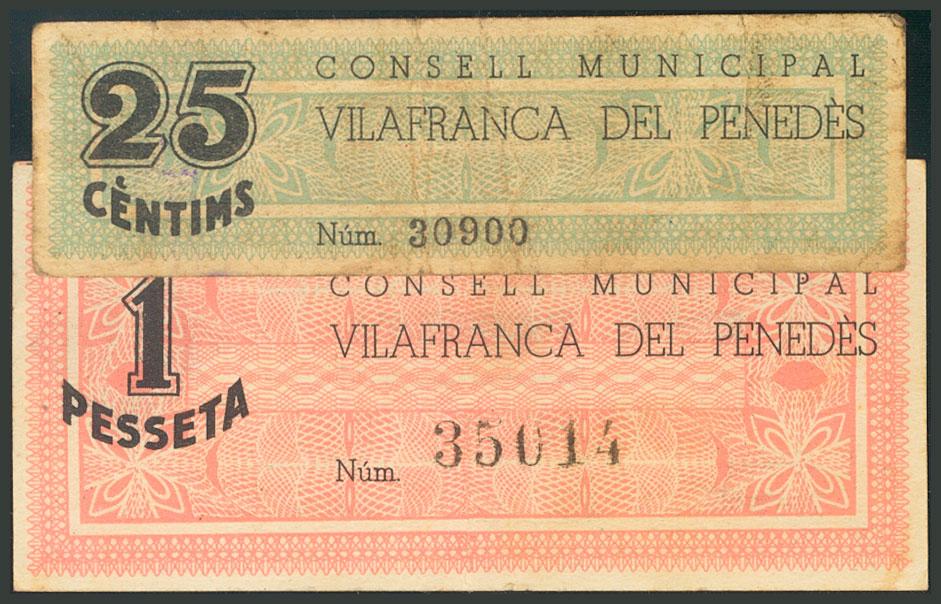 25
CÈNTIMS
CONSELL MUNICIPAL
VILAFRANCA DEL PENEDÈS
Núm. 30900
1
PESSETA
CONSELL MUNICIPAL
VILAFRANCA DEL PENEDÈS
Núm. 35014